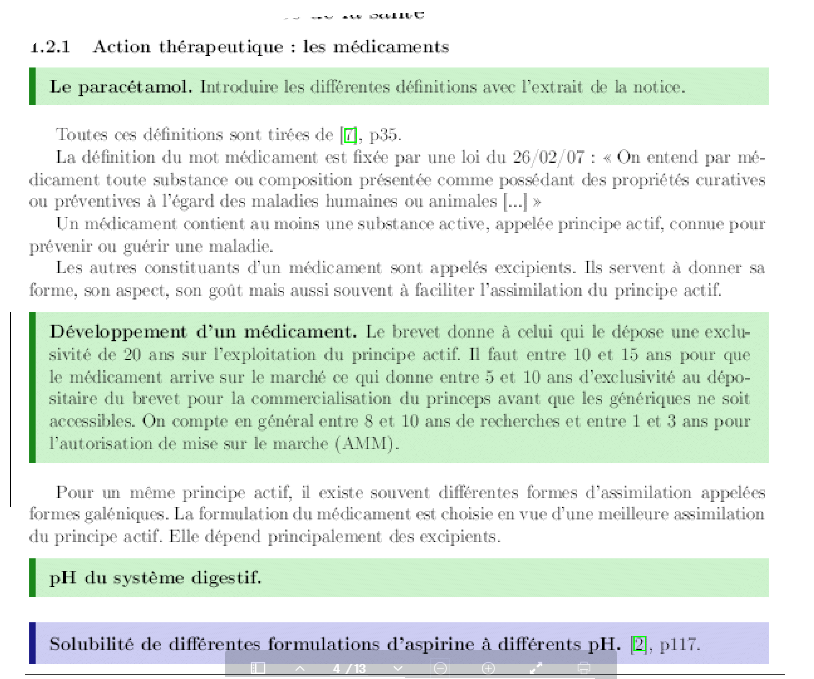 de la santé
1.2.1 Action thérapeutique : les médicaments
Le paracétamol. Introduire les différentes définitions avec l'extrait de la notice.
Toutes ces définitions sont tirées de [7], p35.
La définition du mot médicament est fixée par une loi du 26/02/07 : « On entend par mé-
dicament toute substance ou composition présentée comme possédant des propriétés curatives
ou préventives à l'égard des maladies humaines ou animales [...] »
Un médicament contient au moins une substance active, appelée principe actif, connue pour
prévenir ou guérir une maladie.
Les autres constituants d'un médicament sont appelés excipients. Ils servent à donner sa
forme, son aspect, son goût mais aussi souvent à faciliter l'assimilation du principe actif.
Développement d'un médicament. Le brevet donne à celui qui le dépose une exclu-
sivité de 20 ans sur l'exploitation du principe actif. Il faut entre 10 et 15 ans pour que
le médicament arrive sur le marché ce qui donne entre 5 et 10 ans d'exclusivité au dépo-
sitaire du brevet pour la commercialisation du princeps avant que les génériques ne soit
accessibles. On compte en général entre 8 et 10 ans de recherches et entre 1 et 3 ans pour
l'autorisation de mise sur le marche (AMM).
Pour un même principe actif, il existe souvent différentes formes d'assimilation appelées
formes galéniques. La formulation du médicament est choisie en vue d'une meilleure assimilation
du principe actif. Elle dépend principalement des excipients.
pH du système digestif.
Solubilité de différentes formulations d'aspirine à différents pH. [2], p117.
4 / 13